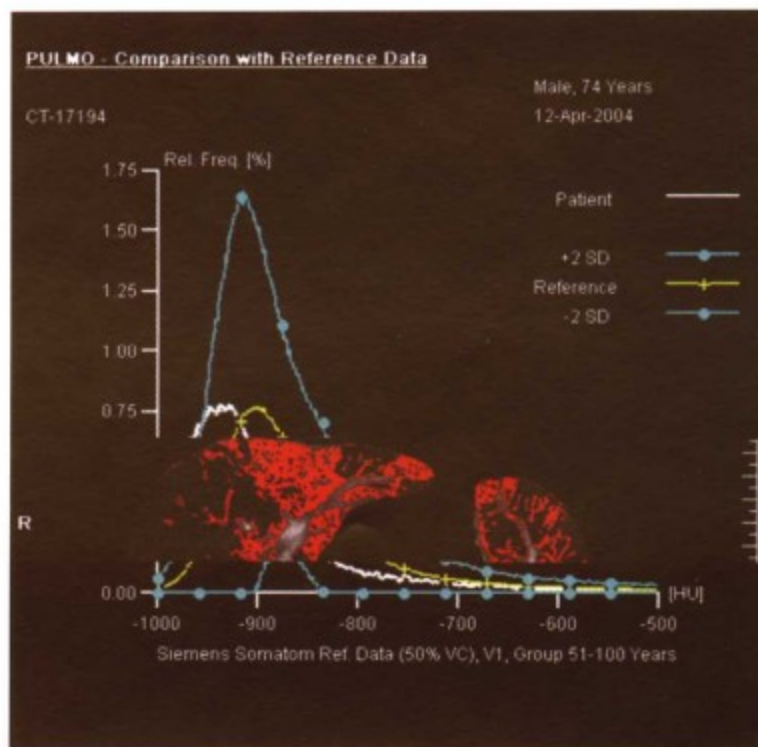 PULMO - Comparison with Reference Data
Male, 74 Years
CT-17194
12-Apr-2004
Rel. Freq. [%]
1.75
Patient
1.50
+2 SD
1.25
Reference
-2 SD
1.00
0.75
R
0.00
[HU]
-1000 -900 -800 -700 -600 -500
Siemens Somatom Ref. Data (50% VC), V1, Group 51-100 Years